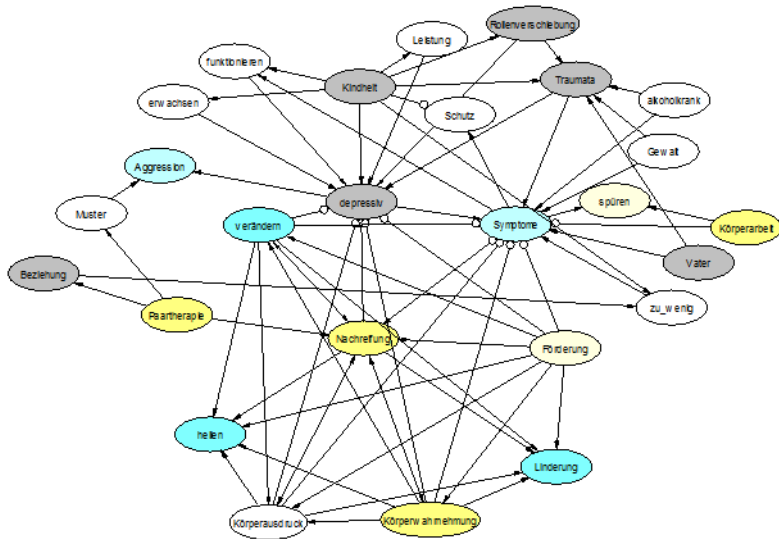 Rollenverschiebung
Leistung
funktionieren
Kindheit
Traumata
erwachsen
Schutz
alkoholkrank
Gewalt
Aggression
depressiv
spüren
Muster
verändern
Symptome
Körperarbeit
Beziehung
Vater
Paartherapie
zu_wenig
Nachreifung
Förderung
heilen
Linderung
Körperausdruck
Körperwahrnehmung